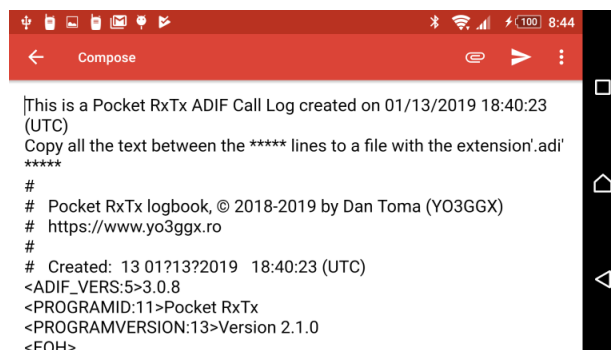 100 8:44
Compose
This is a Pocket RxTx ADIF Call Log created on 01/13/2019 18:40:23
(UTC)
Copy all the text between the ***** lines to a file with the extension'.adi'
*****
#
#   Pocket RxTx logbook, © 2018-2019 by Dan Toma (YO3GGX)
#   https://www.yo3ggx.ro
#
#   Created:  13 01?13?2019   18:40:23 (UTC)
<ADIF_VERS:5>3.0.8
<PROGRAMID:11>Pocket RxTx
<PROGRAMVERSION:13>Version 2.1.0
<EOH>